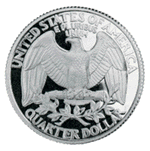 UNITED STATES OF AMERICA
QUARTER DOLLAR